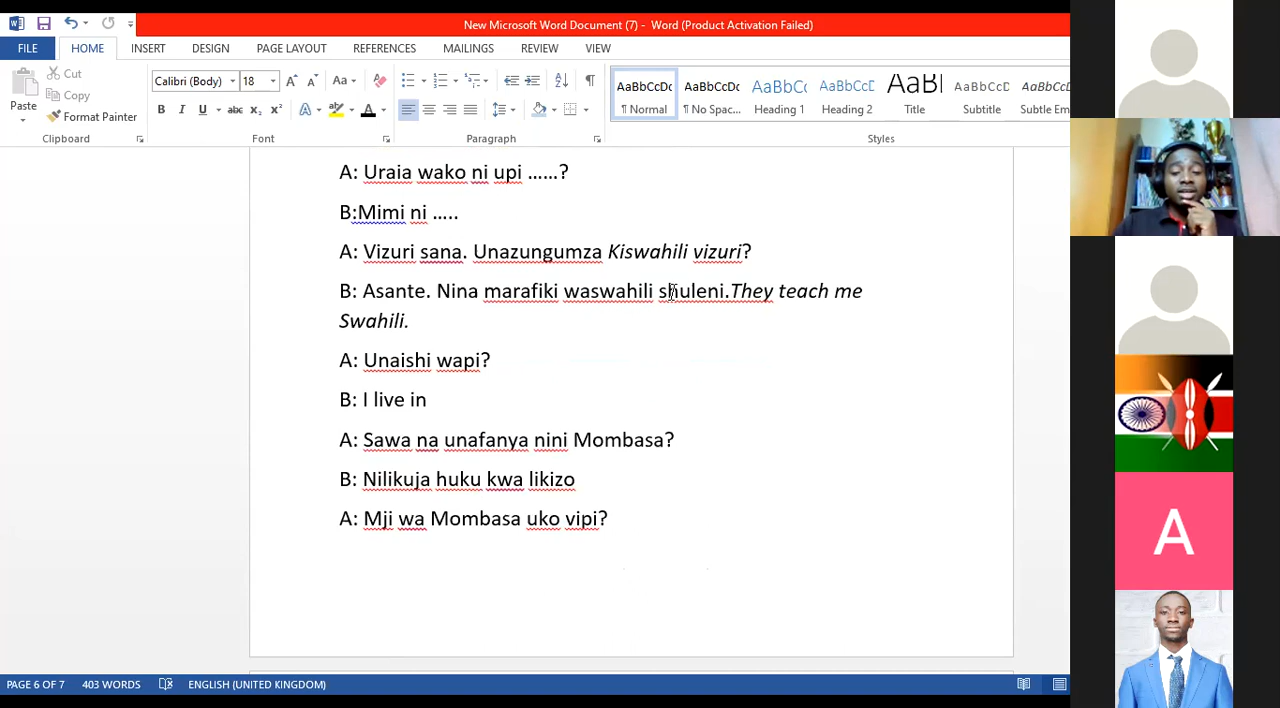 New Microsoft Word Document (7) - Word (Product Activation Failed)
FILE HOME INSERT DESIGN PAGE LAYOUT REFERENCES MAILINGS REVIEW VIEW
Cut
Copy
Format Painter
Paste
Clipboard
Calibri (Body) 18
Font
Paragraph
AaBbCcDc AaBbCcDc AaBbCc AaBbCcD AaBl AaBbCcD AaBbCcD
¶ Normal ¶ No Spac... Heading 1 Heading 2 Title Subtitle Subtle Em
Styles
A: Uraia wako ni upi ……?
B:Mimi ni …..
A: Vizuri sana. Unazungumza Kiswahili vizuri?
B: Asante. Nina marafiki waswahili shuleni.They teach me
Swahili.
A: Unaishi wapi?
B: I live in
A: Sawa na unafanya nini Mombasa?
B: Nilikuja huku kwa likizo
A: Mji wa Mombasa uko vipi?
PAGE 6 OF 7 403 WORDS ENGLISH (UNITED KINGDOM)
A